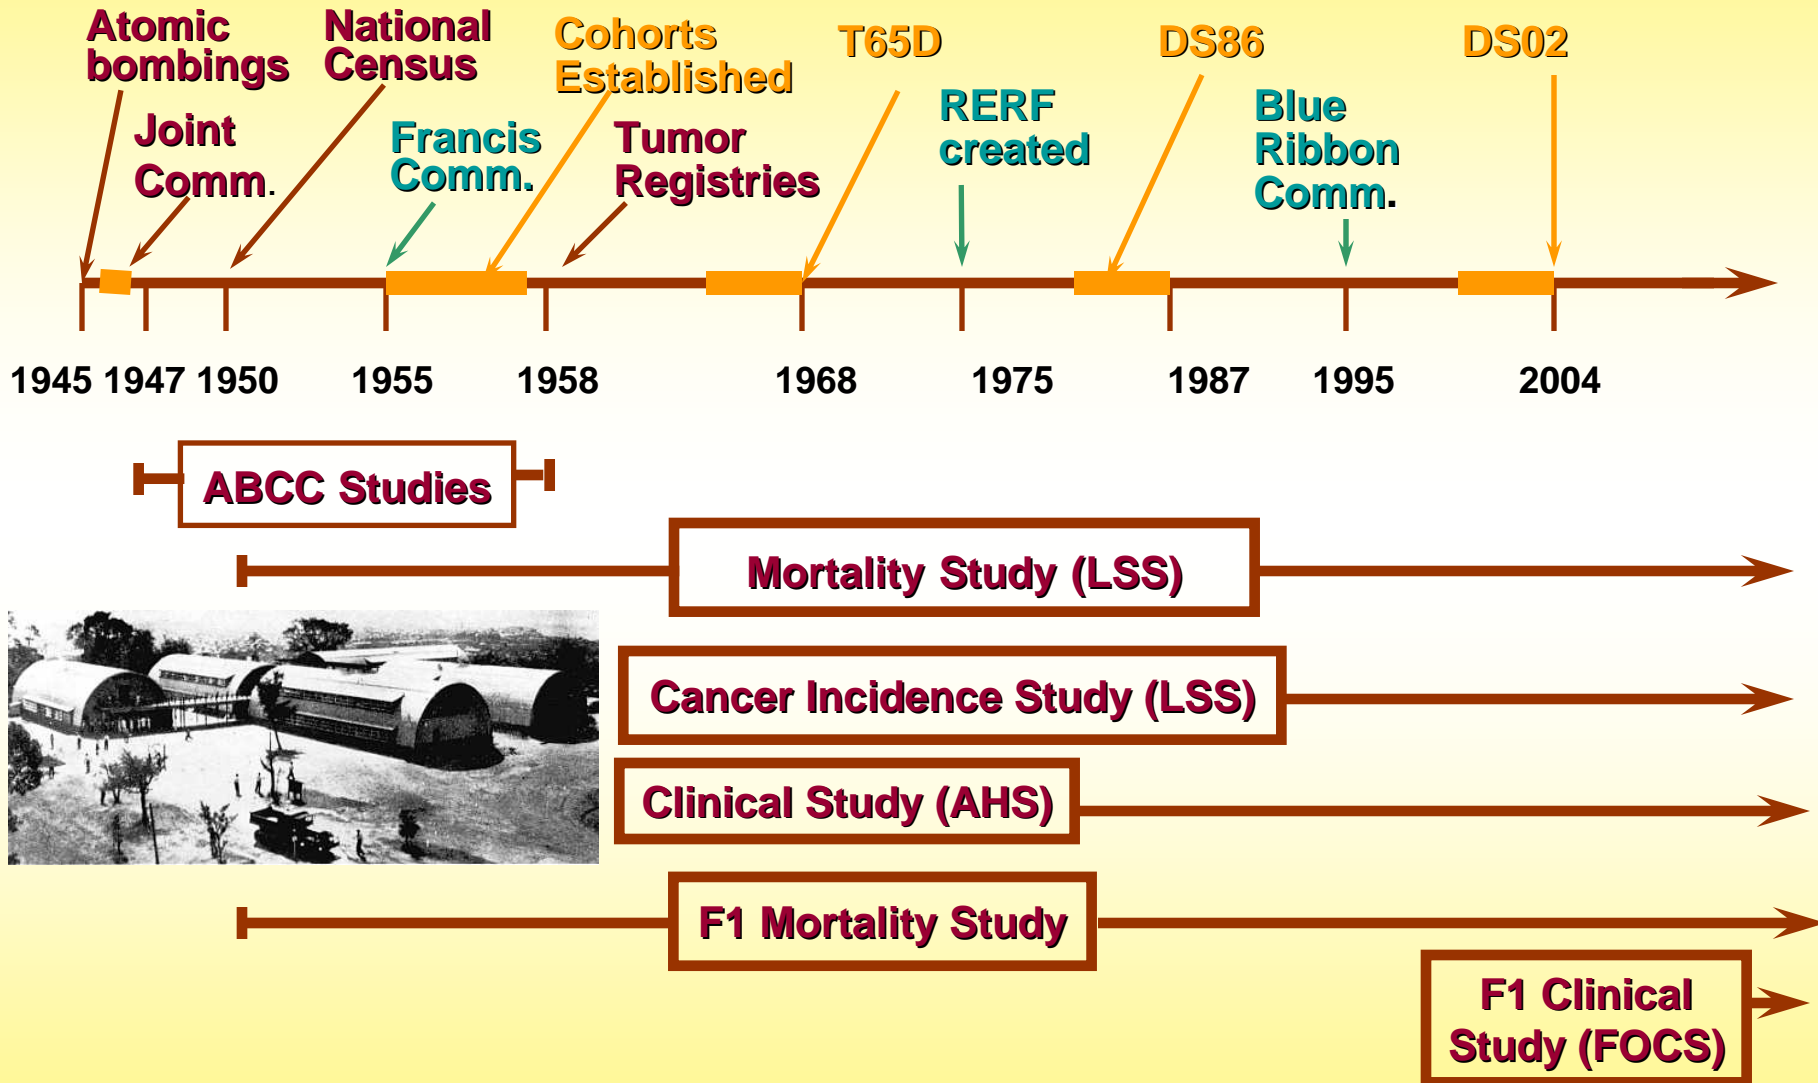 Atomic
bombings
National
Census
Cohorts
Established
T65D
DS86
DS02
Joint
Comm.
Francis
Comm.
Tumor
Registries
RERF
created
Blue
Ribbon
Comm.
1945 1947 1950 1955 1958 1968 1975 1987 1995 2004
ABCC Studies
Mortality Study (LSS)
Cancer Incidence Study (LSS)
Clinical Study (AHS)
F1 Mortality Study
F1 Clinical
Study (FOCS)